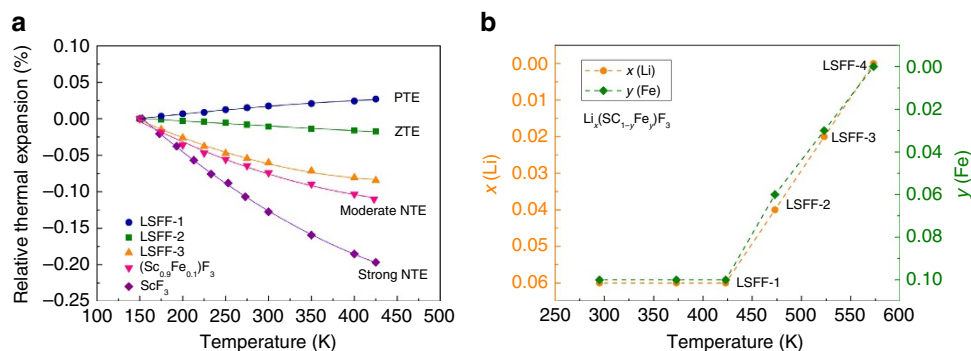 a
Relative thermal expansion (%)
0.10
0.05
0.00
−0.05
−0.10
−0.15
−0.20
−0.25
PTE
ZTE
Moderate NTE
Strong NTE
LSFF-1
LSFF-2
LSFF-3
(Sc0.9Fe0.1)F3
ScF3
100 150 200 250 300 350 400 450 500
Temperature (K)
b
x (Li)
0.00
0.01
0.02
0.03
0.04
0.05
0.06
x (Li)
y (Fe)
Lix(SC1−yFey)F3
LSFF-4
LSFF-3
LSFF-2
LSFF-1
0.00
0.02
0.04
0.06
0.08
0.10
y (Fe)
250 300 350 400 450 500 550 600
Temperature (K)